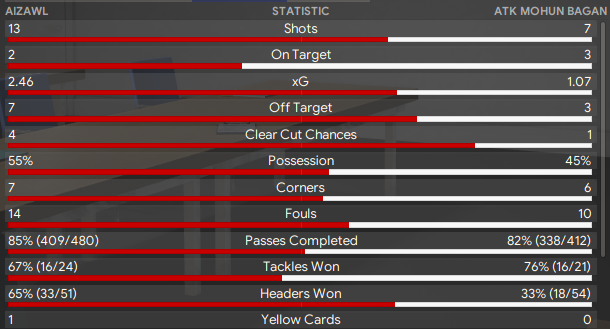 AIZAWL STATISTIC ATK MOHUN BAGAN
13 Shots 7
2 On Target 3
2.46 xG 1.07
7 Off Target 3
4 Clear Cut Chances 1
55% Possession 45%
7 Corners 6
14 Fouls 10
85% (409/480) Passes Completed 82% (338/412)
67% (16/24) Tackles Won 76% (16/21)
65% (33/51) Headers Won 33% (18/54)
1 Yellow Cards 0